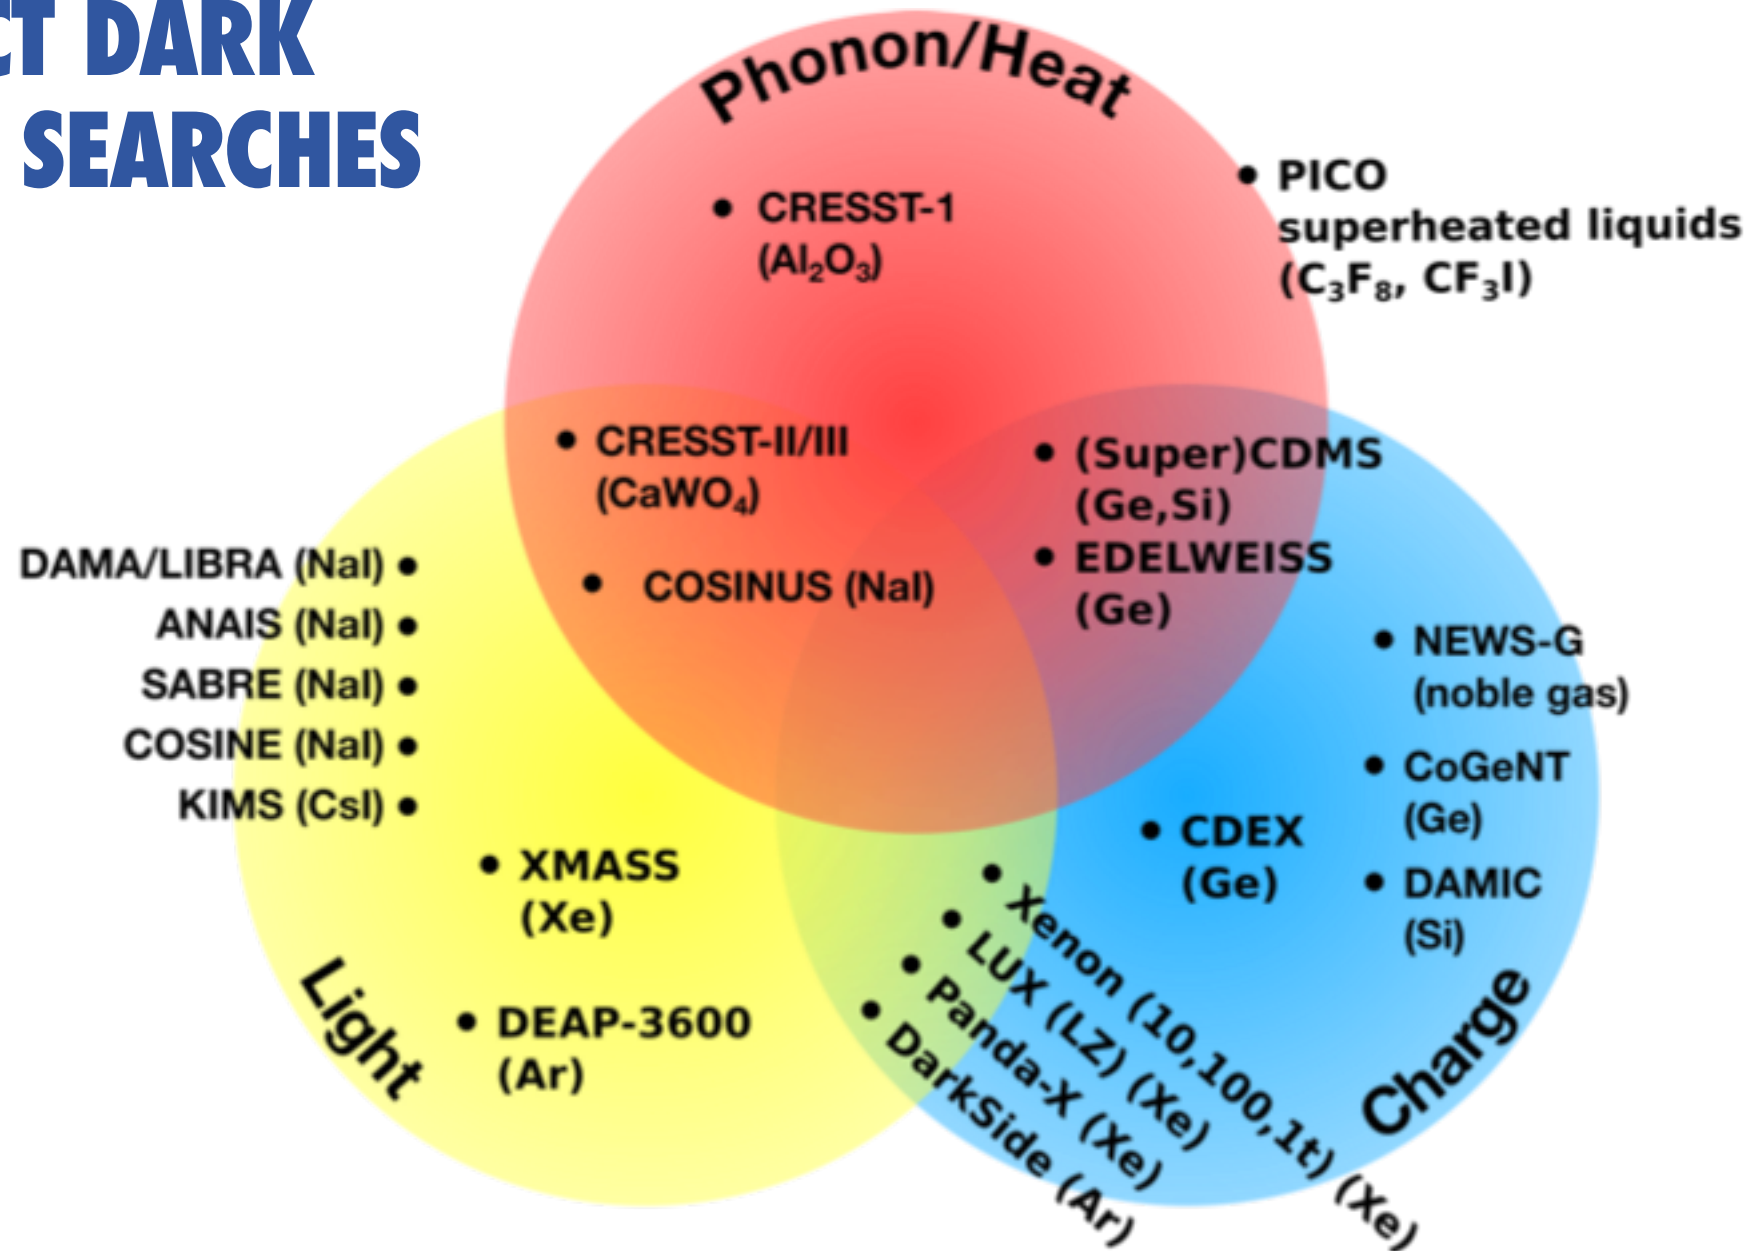 CT DARK
SEARCHES
Phonon/Heat
• CRESST-1
(Al₂O₃)
• PICO
superheated liquids
(C₃F₈, CF₃I)
• CRESST-II/III
(CaWO₄)
• COSINUS (NaI)
• (Super)CDMS
(Ge,Si)
• EDELWEISS
(Ge)
DAMA/LIBRA (NaI) •
ANAIS (NaI) •
SABRE (NaI) •
COSINE (NaI) •
KIMS (CsI) •
• XMASS
(Xe)
• DEAP-3600
(Ar)
Light
• NEWS-G
(noble gas)
• CoGeNT
(Ge)
• CDEX
(Ge)
• DAMIC
(Si)
• Xenon (10,100,1t) (Xe)
• LUX (LZ) (Xe)
• Panda-X (Xe)
• DarkSide (Ar)
Charge